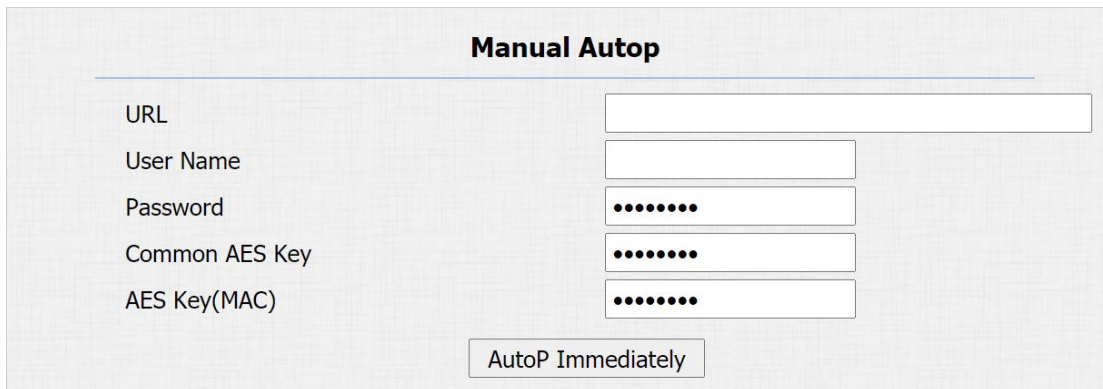 Manual Autop
URL
User Name
Password ••••••••
Common AES Key ••••••••
AES Key(MAC) ••••••••
AutoP Immediately